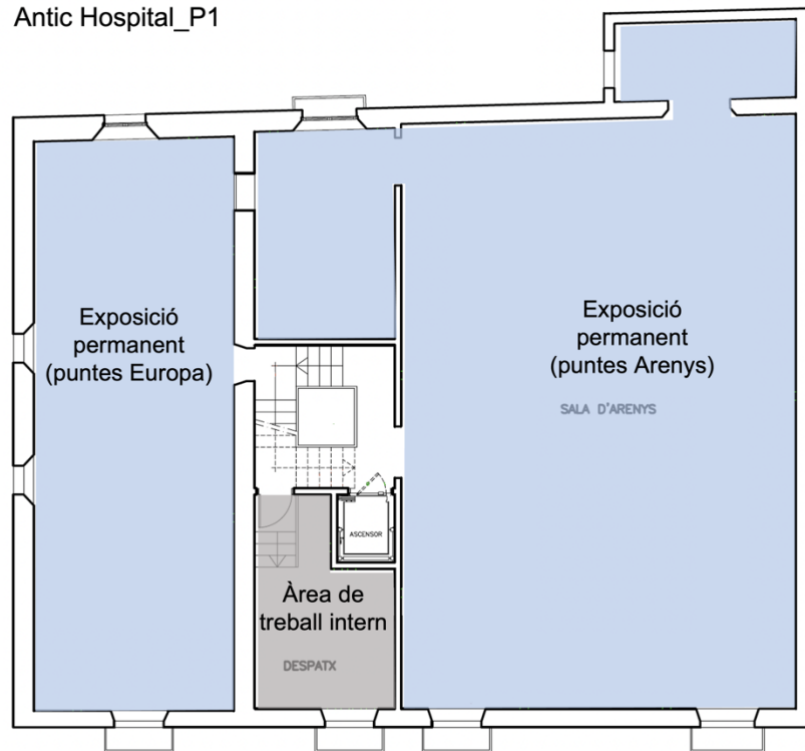 Antic Hospital_P1
Exposició
permanent
(puntes Europa)
Exposició
permanent
(puntes Arenys)
SALA D'ARENYS
ASCENSOR
Àrea de
treball intern
DESPATX